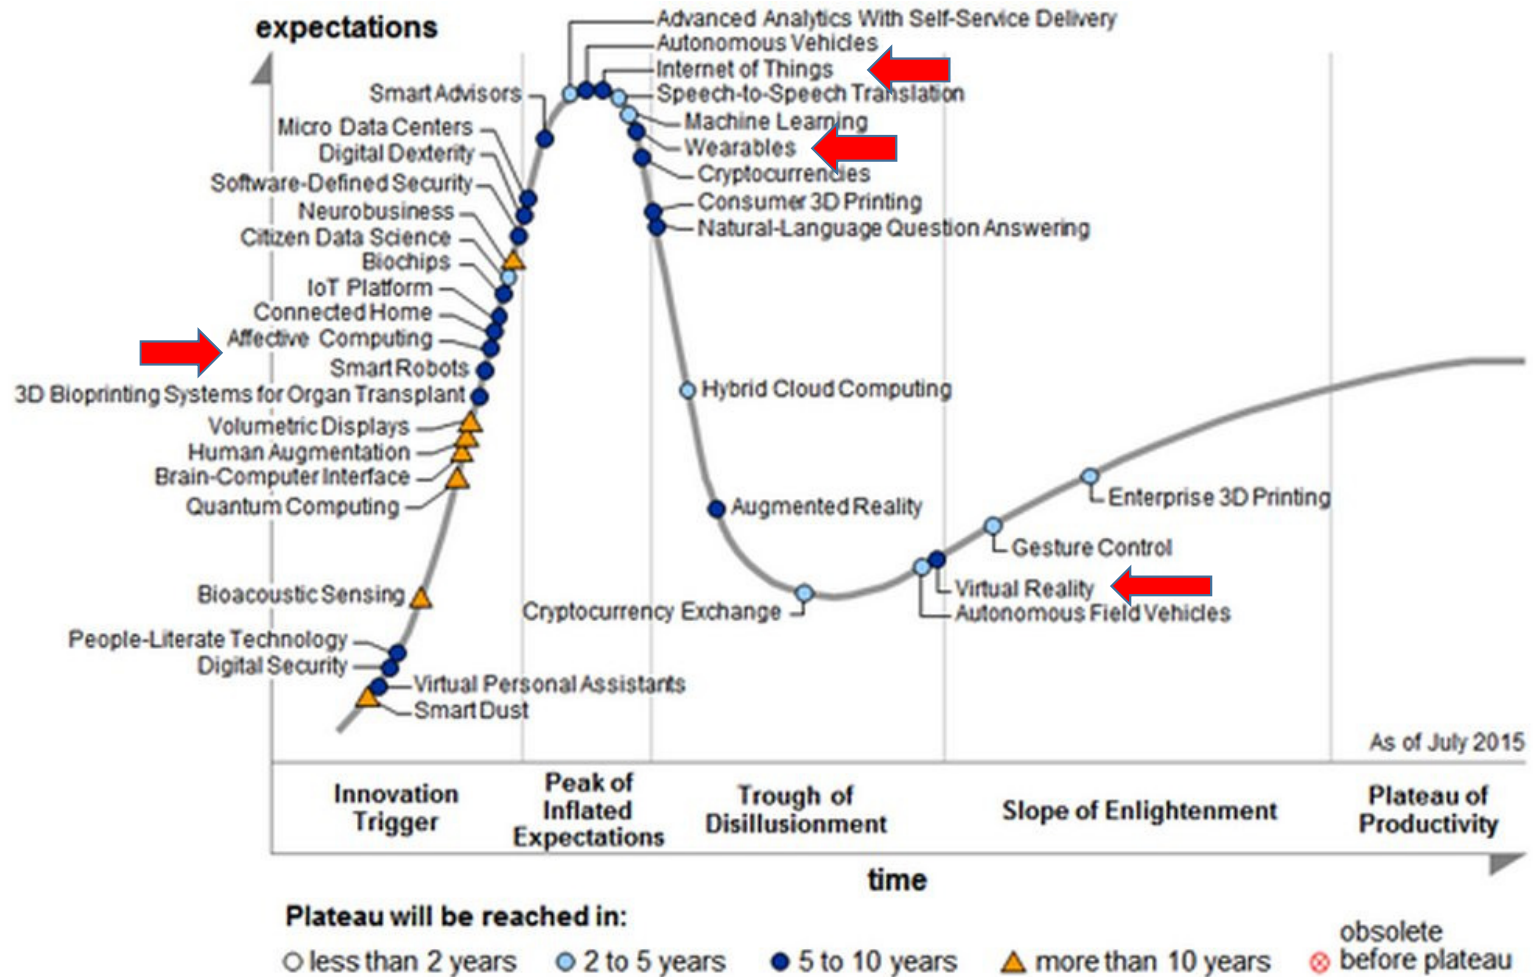 expectations
Advanced Analytics With Self-Service Delivery
Autonomous Vehicles
Internet of Things
Speech-to-Speech Translation
Machine Learning
Wearables
Cryptocurrencies
Consumer 3D Printing
Natural-Language Question Answering
Smart Advisors
Micro Data Centers
Digital Dexterity
Software-Defined Security
Neurobusiness
Citizen Data Science
Biochips
IoT Platform
Connected Home
Affective Computing
Smart Robots
3D Bioprinting Systems for Organ Transplant
Volumetric Displays
Human Augmentation
Brain-Computer Interface
Quantum Computing
Bioacoustic Sensing
People-Literate Technology
Digital Security
Virtual Personal Assistants
Smart Dust
Hybrid Cloud Computing
Augmented Reality
Cryptocurrency Exchange
Enterprise 3D Printing
Gesture Control
Virtual Reality
Autonomous Field Vehicles
As of July 2015
Innovation
Trigger
Peak of
Inflated
Expectations
Trough of
Disillusionment
Slope of Enlightenment
Plateau of
Productivity
time
Plateau will be reached in:
less than 2 years
2 to 5 years
5 to 10 years
more than 10 years
obsolete
before plateau